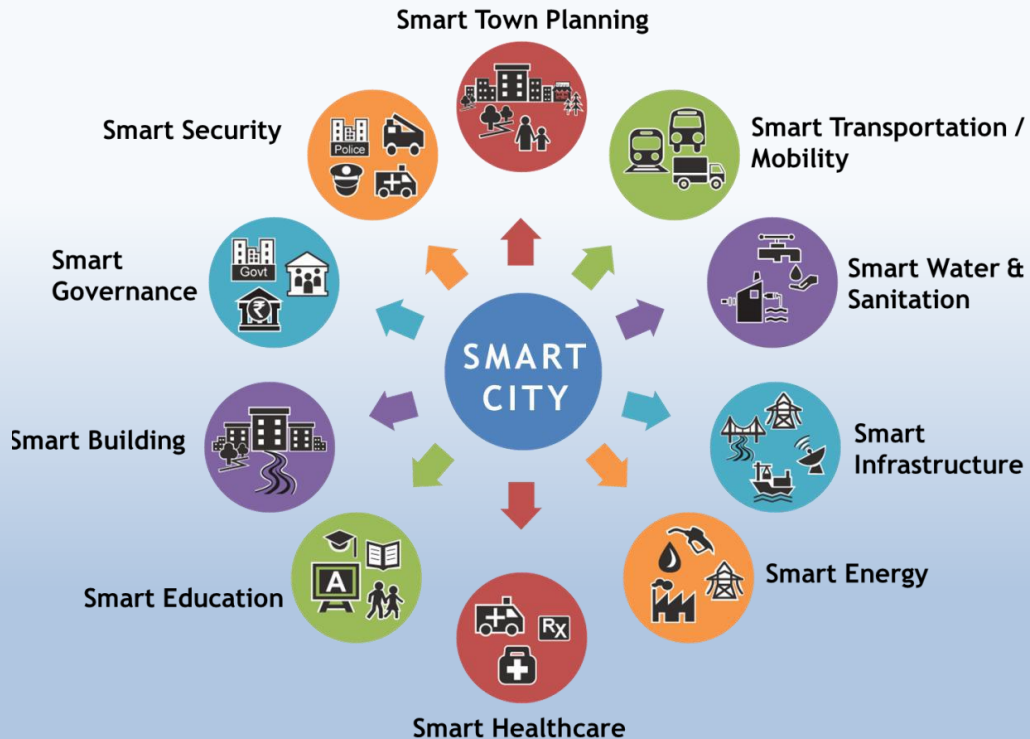 Smart Town Planning
Smart Security
Police
Smart Transportation /
Mobility
Smart
Governance
Govt
₹
Smart Water &
Sanitation
SMART
CITY
Smart Building
Smart
Infrastructure
Smart Education
A
Smart Energy
Rx
Smart Healthcare